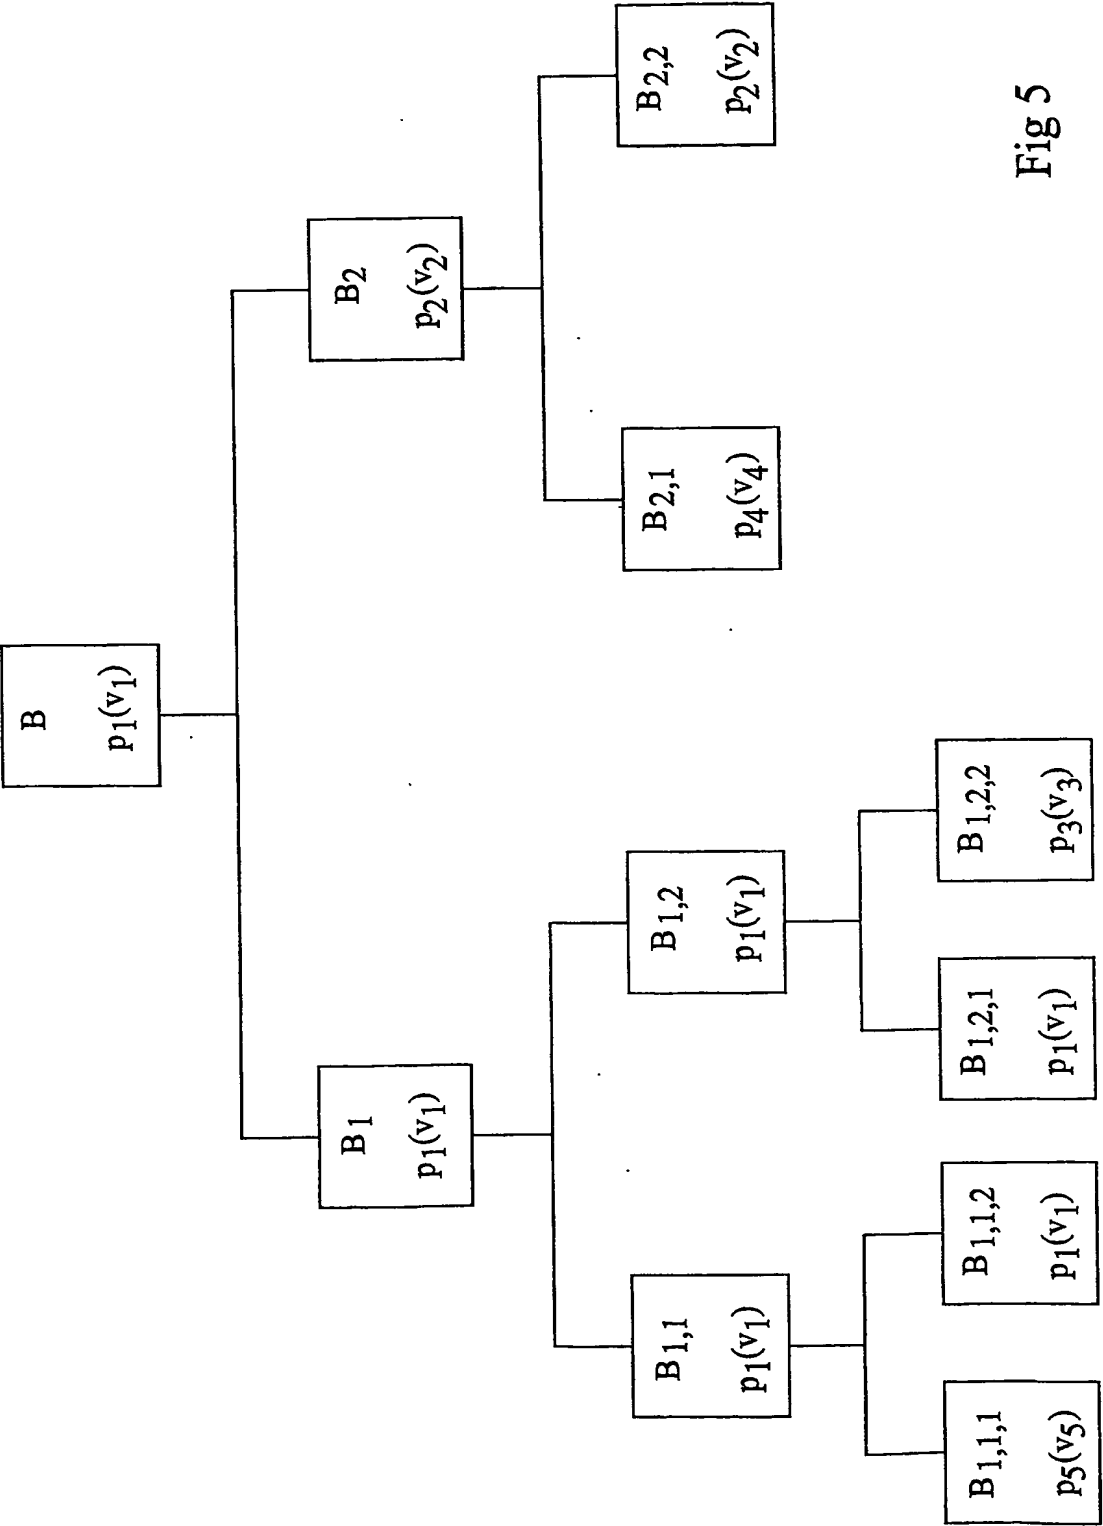 B
p1(v1)
B1
p1(v1)
B2
p2(v2)
B1,1
p1(v1)
B1,2
p1(v1)
B2,1
p4(v4)
B2,2
p2(v2)
B1,1,1
p5(v5)
B1,1,2
p1(v1)
B1,2,1
p1(v1)
B1,2,2
p3(v3)
Fig 5